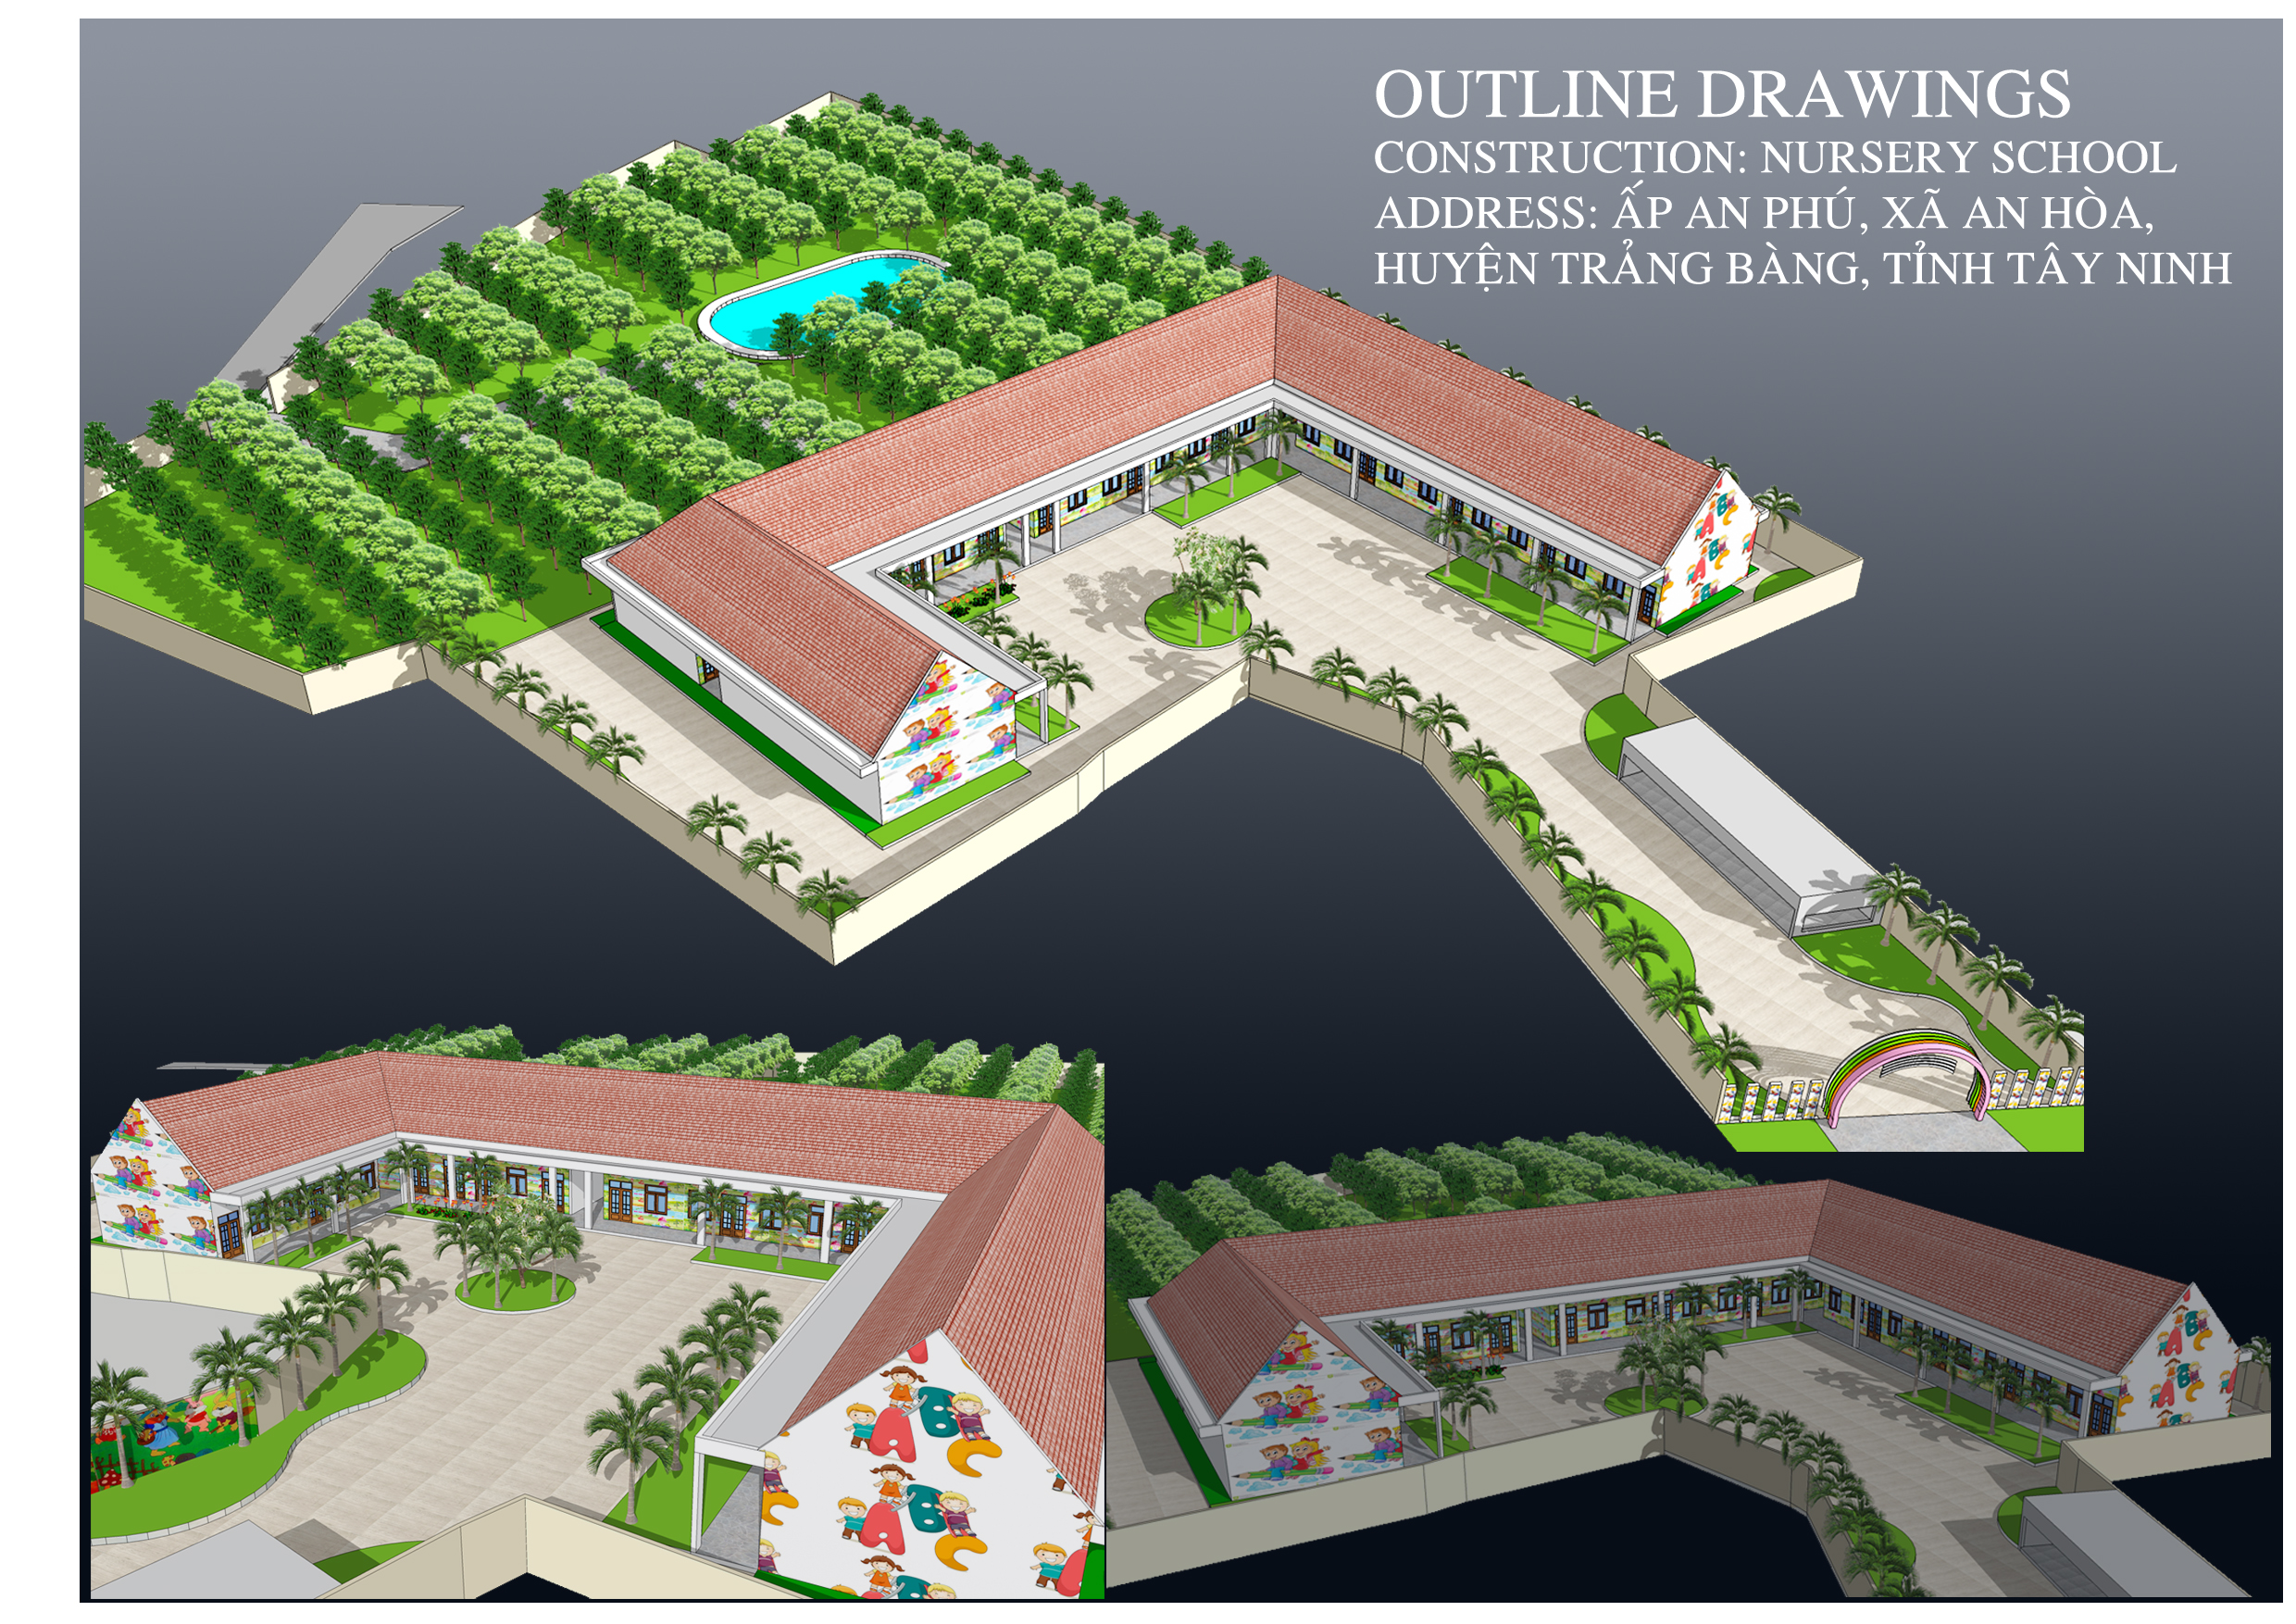 OUTLINE DRAWINGS
CONSTRUCTION: NURSERY SCHOOL
ADDRESS: ẤP AN PHÚ, XÃ AN HÒA,
HUYỆN TRẢNG BÀNG, TỈNH TÂY NINH
A B C
A B C